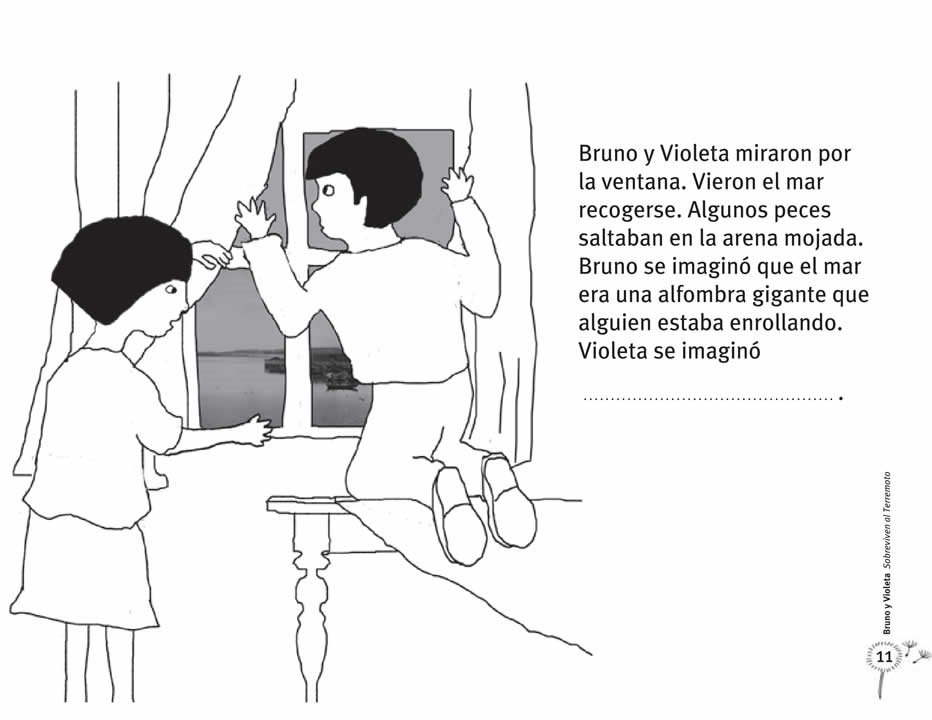 Bruno y Violeta miraron por
la ventana. Vieron el mar
recogerse. Algunos peces
saltaban en la arena mojada.
Bruno se imaginó que el mar
era una alfombra gigante que
alguien estaba enrollando.
Violeta se imaginó
.............................................. .
Bruno y Violeta Sobreviven al Terremoto
11